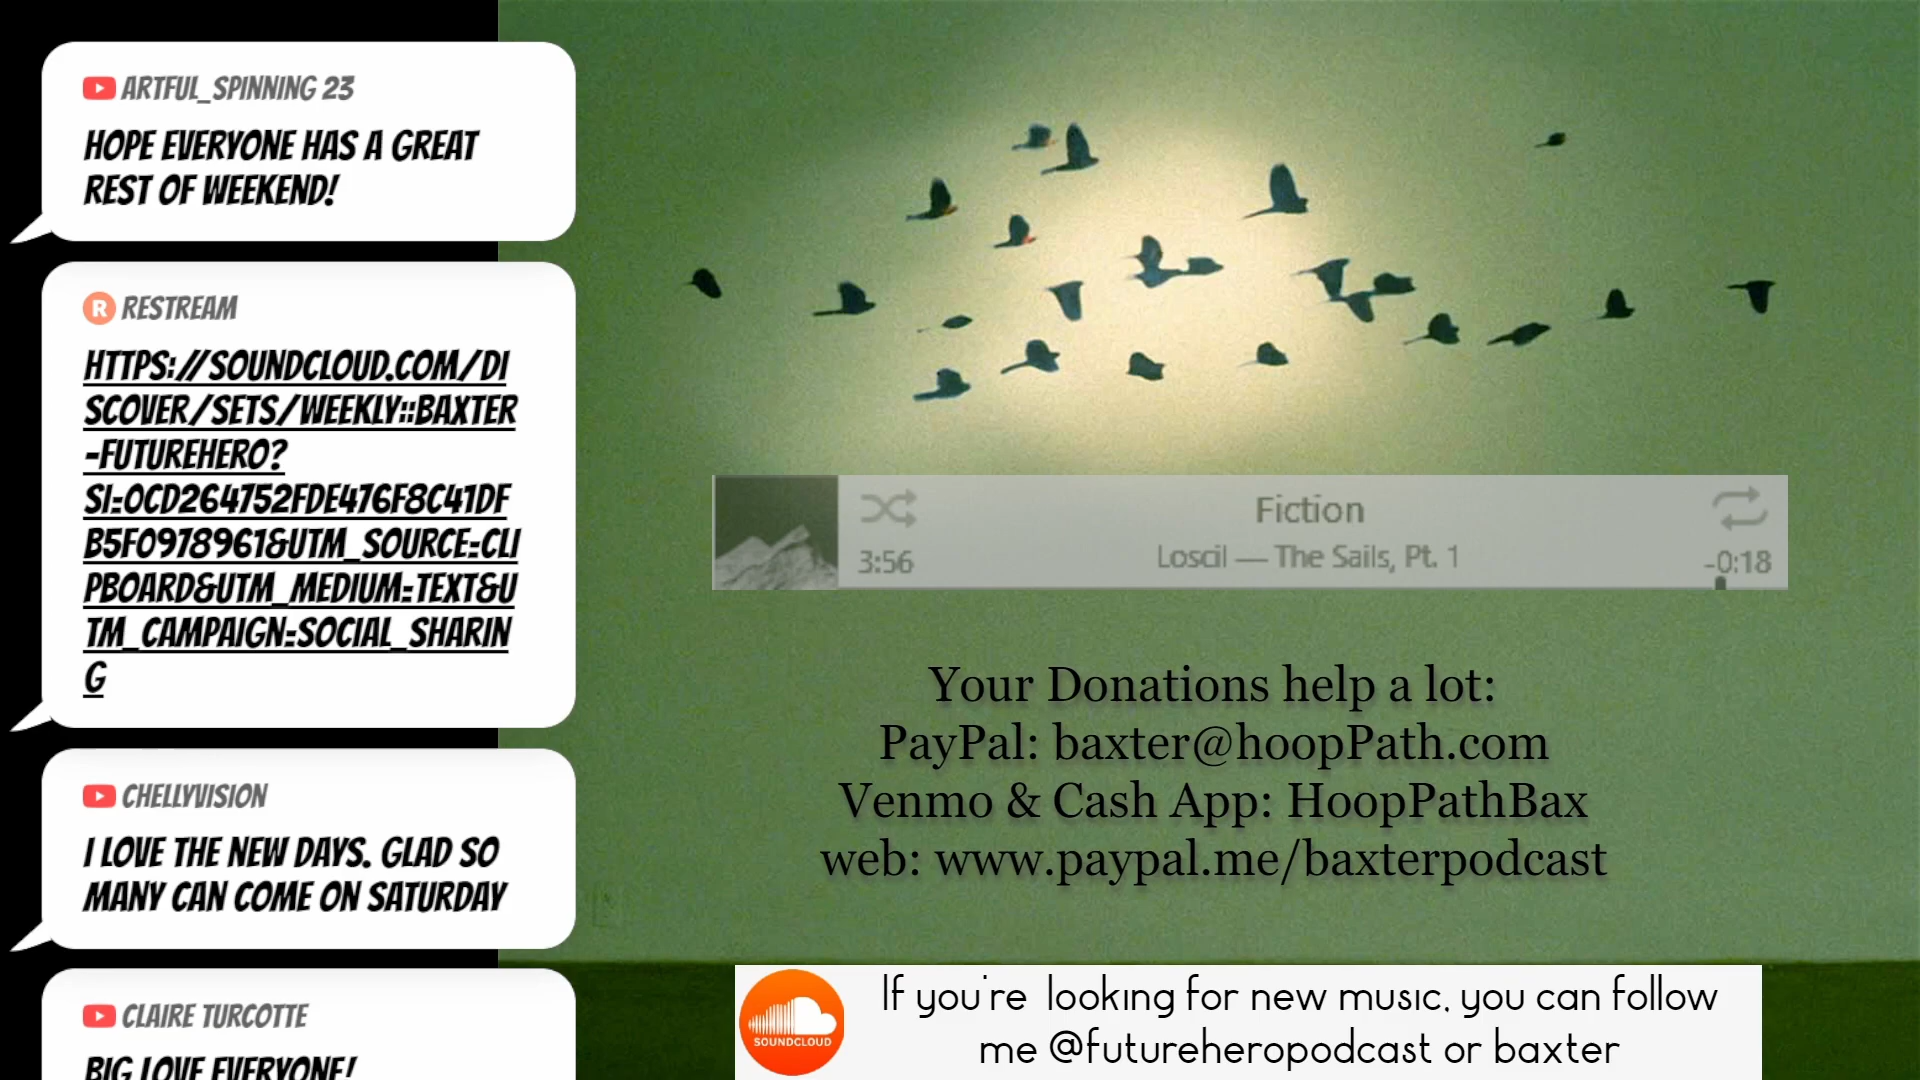 ARTFUL_SPINNING 23
HOPE EVERYONE HAS A GREAT
REST OF WEEKEND!
R RESTREAM
HTTPS://SOUNDCLOUD.COM/DI
SCOVER/SETS/WEEKLY::BAXTER
-FUTUREHERO?
SI=0CD264752FDE476F8C41DF
B5F0978961&UTM_SOURCE=CLI
PBOARD&UTM_MEDIUM=TEXT&U
TM_CAMPAIGN=SOCIAL_SHARIN
G
CHELLYVISION
I LOVE THE NEW DAYS. GLAD SO
MANY CAN COME ON SATURDAY
CLAIRE TURCOTTE
BIG LOVE EVERYONE!
Fiction
3:56 Loscil — The Sails, Pt. 1 -0:18
Your Donations help a lot:
PayPal: baxter@hoopPath.com
Venmo & Cash App: HoopPathBax
web: www.paypal.me/baxterpodcast
SOUNDCLOUD
If you're looking for new music, you can follow
me @futureheropodcast or baxter